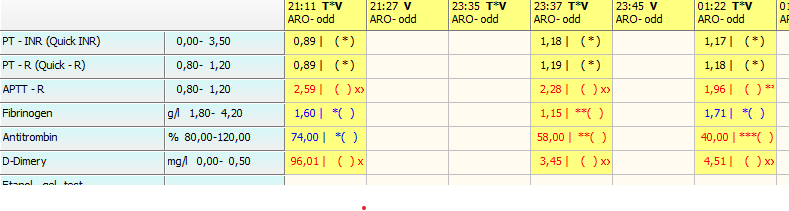 21:11 T*V 21:27 V 23:35 T*V 23:37 T*V 23:45 V 01:22 T*V
ARO- odd ARO- odd ARO- odd ARO- odd ARO- odd ARO- odd
PT - INR (Quick INR) 0,00- 3,50 0,89 | (*) 1,18 | (*) 1,17 | (*)
PT - R (Quick - R) 0,80- 1,20 0,89 | (*) 1,19 | (*) 1,18 | (*)
APTT - R 0,80- 1,20 2,59 | ( ) x 2,28 | ( ) x 1,96 | ( ) **
Fibrinogen g/l 1,80- 4,20 1,60 | *( ) 1,15 | **( ) 1,71 | *( )
Antitrombin % 80,00-120,00 74,00 | *( ) 58,00 | **( ) 40,00 | ***( )
D-Dimery mg/l 0,00- 0,50 96,01 | ( ) x 3,45 | ( ) x 4,51 | ( ) x